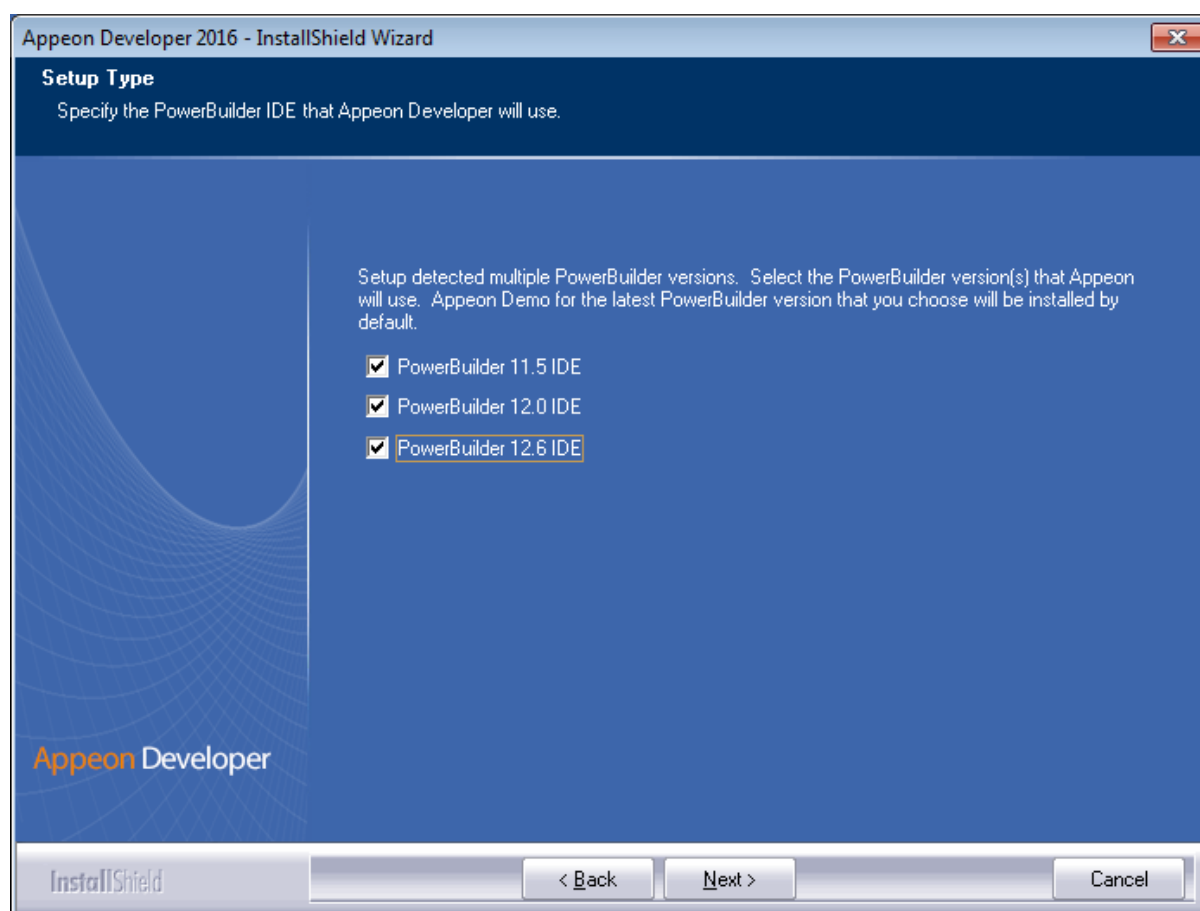 Appeon Developer 2016 - InstallShield Wizard
Setup Type
Specify the PowerBuilder IDE that Appeon Developer will use.
Setup detected multiple PowerBuilder versions. Select the PowerBuilder version(s) that Appeon
will use. Appeon Demo for the latest PowerBuilder version that you choose will be installed by
default.
PowerBuilder 11.5 IDE
PowerBuilder 12.0 IDE
PowerBuilder 12.6 IDE
Appeon Developer
InstallShield
< Back
Next >
Cancel